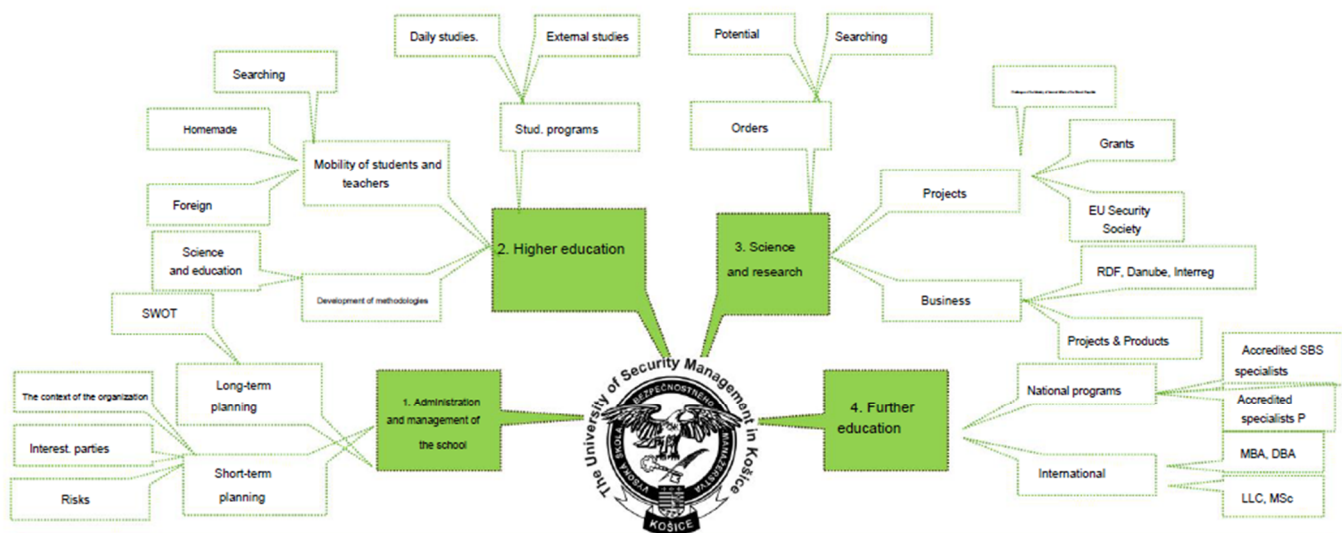 Daily studies.
External studies
Potential
Searching
Searching
Homemade
Mobility of students and
teachers
Stud. programs
Orders
Grants
Projects
Foreign
EU Security
Society
2. Higher education
3. Science
and research
Science
and education
Development of methodologies
RDF, Danube, Interreg
Business
SWOT
Projects & Products
Long-term
planning
1. Administration
and management of
the school
The University of Security Management in Košice
VYSOKÁ ŠKOLA BEZPEČNOSTNÉHO MANAŽÉRSTVA
KOŠICE
4. Further
education
National programs
Accredited SBS
specialists
Accredited
specialists P
The context of the organization
Interest. parties
Short-term
planning
Risks
International
MBA, DBA
LLC, MSc